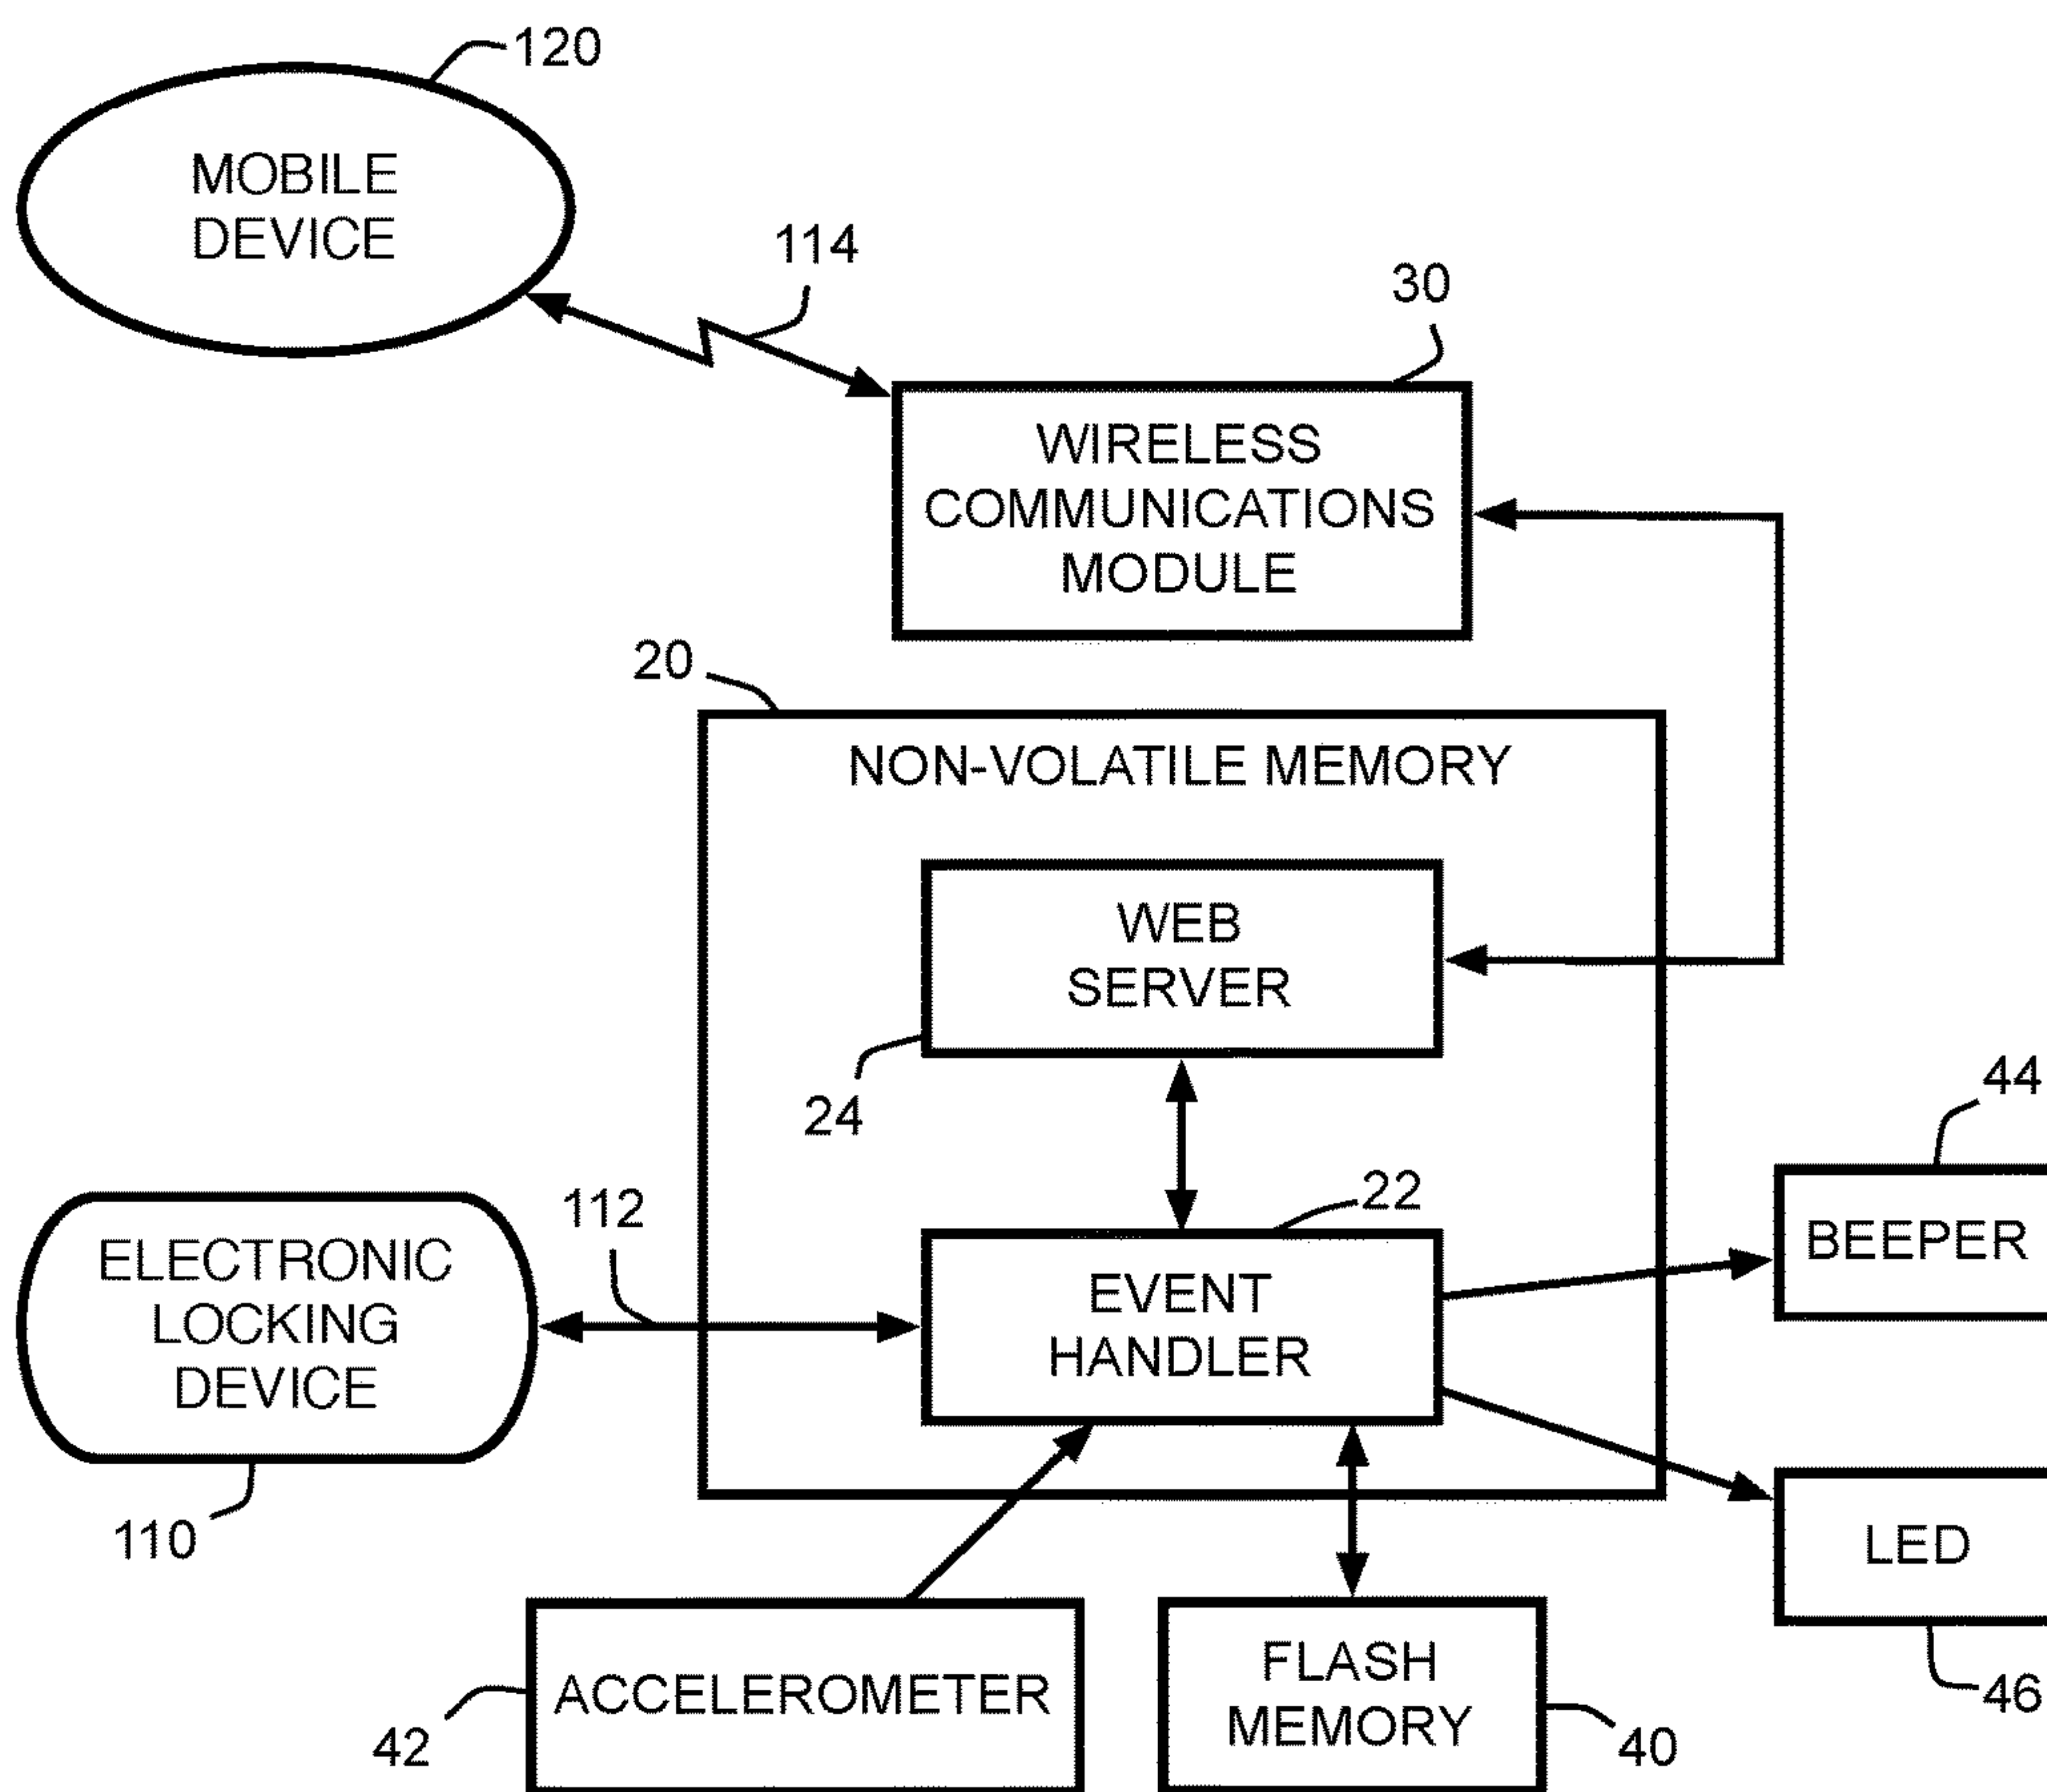 120
MOBILE
DEVICE
114
30
WIRELESS
COMMUNICATIONS
MODULE
20
NON-VOLATILE MEMORY
WEB
SERVER
24
44
112
22
BEEPER
ELECTRONIC
LOCKING
DEVICE
EVENT
HANDLER
110
LED
ACCELEROMETER
FLASH
MEMORY
42
40
46